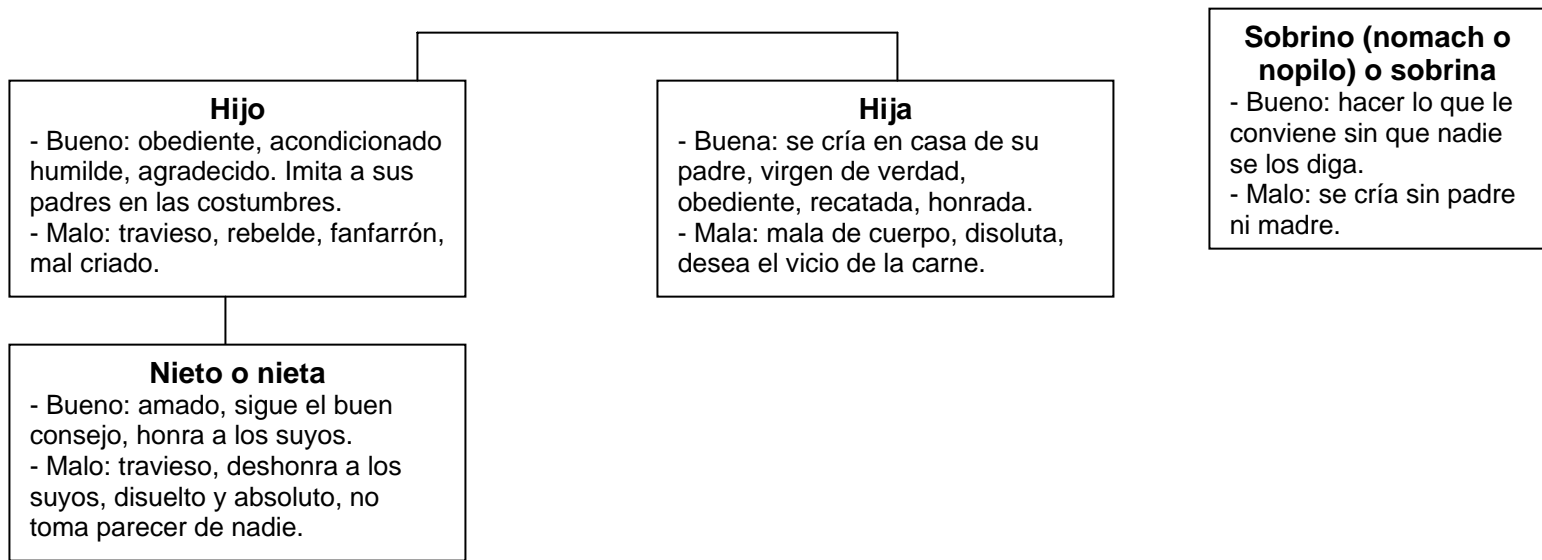 Hijo
- Bueno: obediente, acondicionado
humilde, agradecido. Imita a sus
padres en las costumbres.
- Malo: travieso, rebelde, fanfarrón,
mal criado.
Hija
- Buena: se cría en casa de su
padre, virgen de verdad,
obediente, recatada, honrada.
- Mala: mala de cuerpo, disoluta,
desea el vicio de la carne.
Sobrino (nomach o
nopilo) o sobrina
- Bueno: hacer lo que le
conviene sin que nadie
se los diga.
- Malo: se cría sin padre
ni madre.
Nieto o nieta
- Bueno: amado, sigue el buen
consejo, honra a los suyos.
- Malo: travieso, deshonra a los
suyos, disuelto y absoluto, no
toma parecer de nadie.